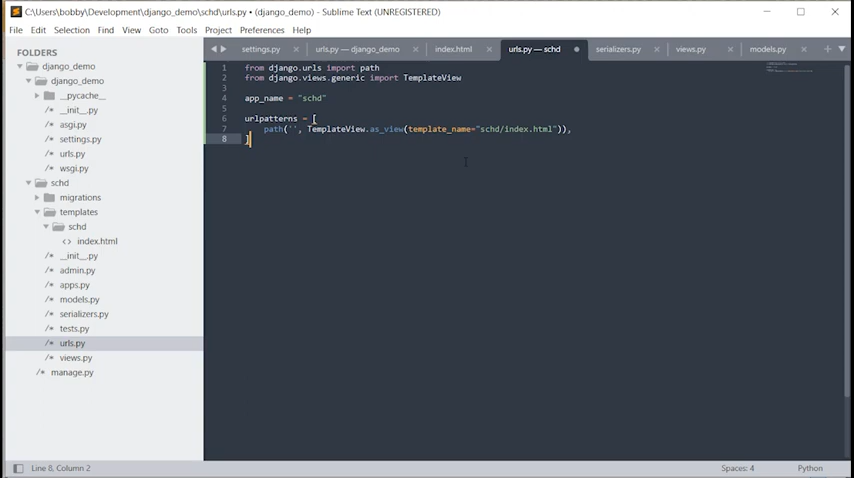 C:\Users\bobby\Development\django_demo\schd\urls.py • (django_demo) - Sublime Text (UNREGISTERED)
File Edit Selection Find View Goto Tools Project Preferences Help
FOLDERS
django_demo
django_demo
__pycache__
__init__.py
asgi.py
settings.py
urls.py
wsgi.py
schd
migrations
templates
schd
index.html
__init__.py
admin.py
apps.py
models.py
serializers.py
tests.py
urls.py
views.py
manage.py
settings.py urls.py — django_demo index.html urls.py — schd serializers.py views.py models.py
1 from django.urls import path
2 from django.views.generic import TemplateView
3
4 app_name = "schd"
5
6 urlpatterns = [
7 path('', TemplateView.as_view(template_name="schd/index.html")),
8 ]
Line 8, Column 2 Spaces: 4 Python